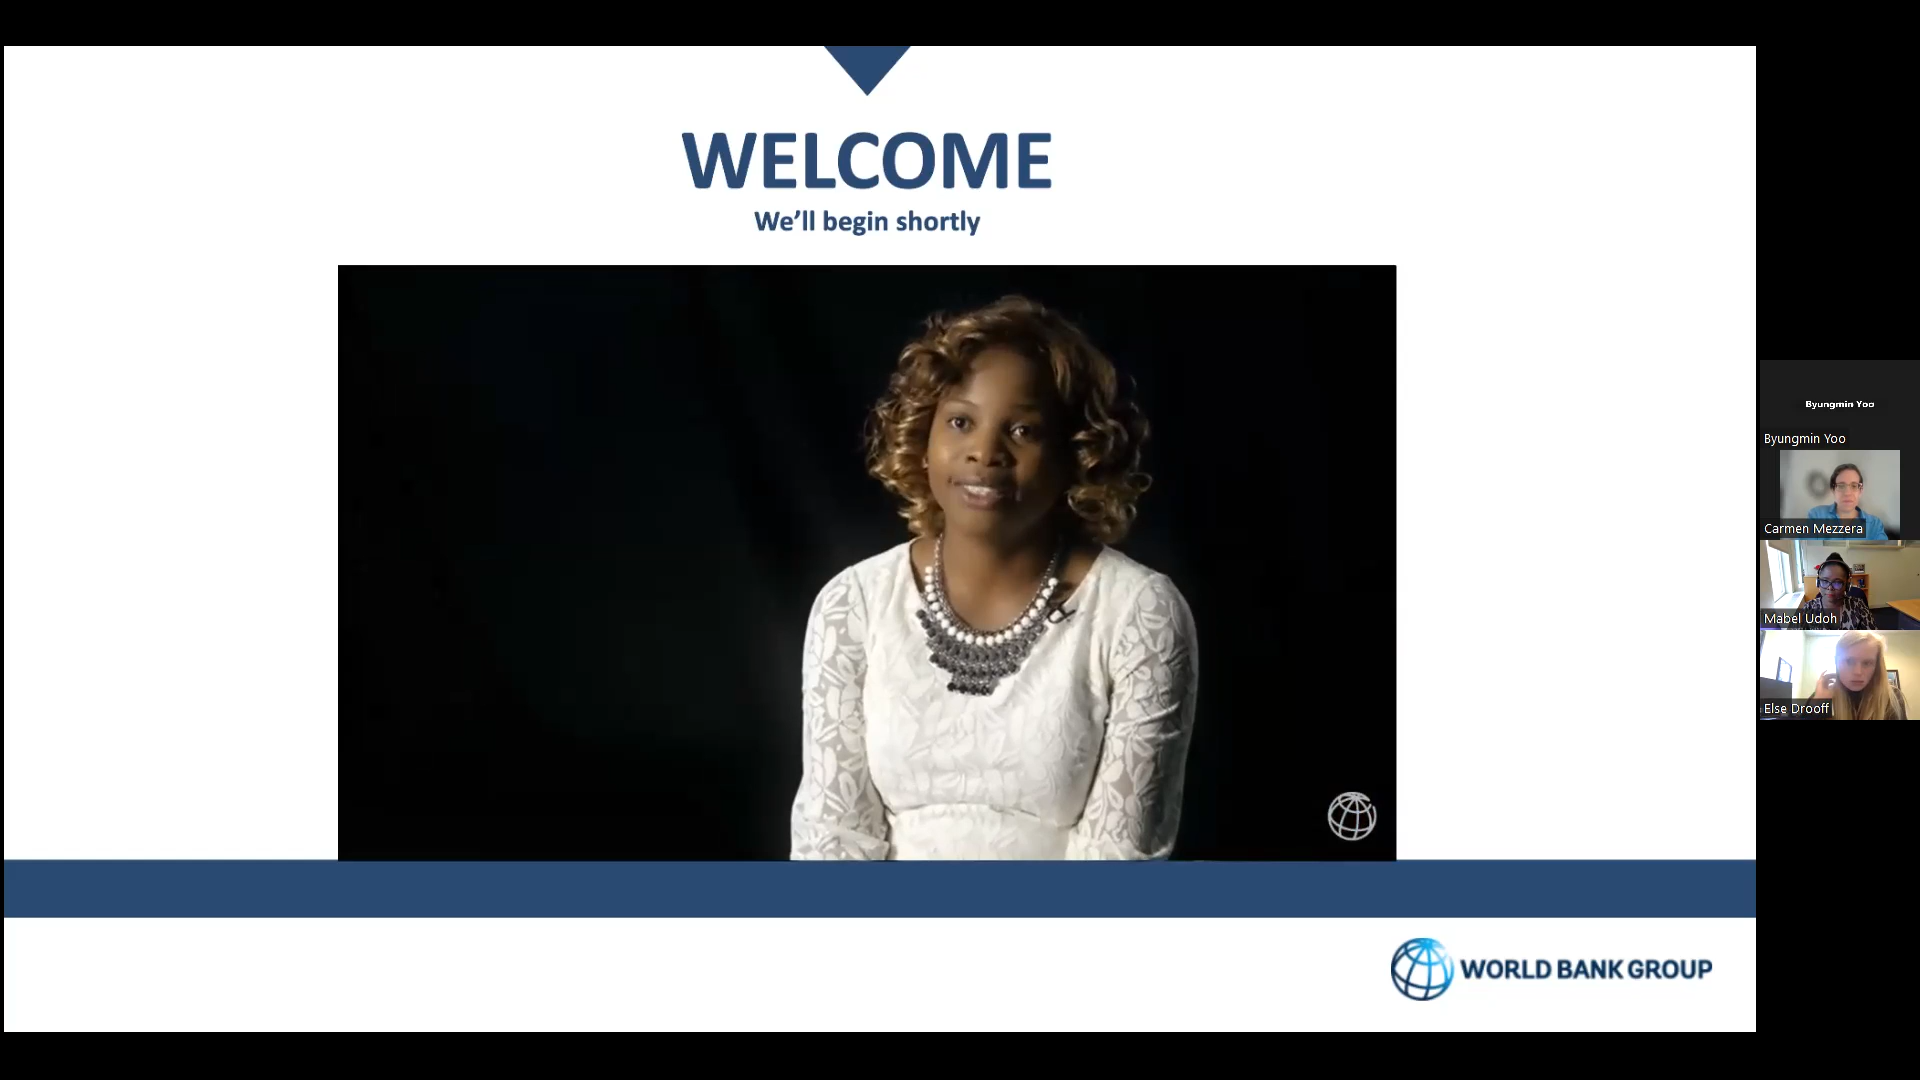 WELCOME
We'll begin shortly
WORLD BANK GROUP
Byungmin Yoo
Byungmin Yoo
Carmen Mezzera
Mabel Udoh
Else Drooff